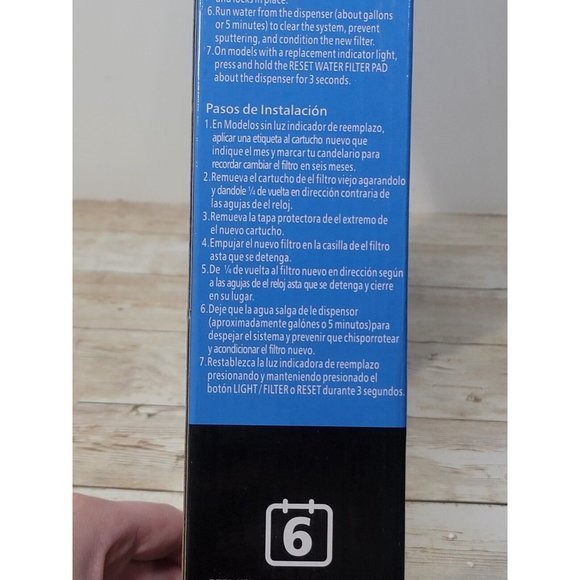 and locks in place.
6.Run water from the dispenser (about gallons
or 5 minutes) to clear the system, prevent
sputtering, and condition the new filter.
7.On models with a replacement indicator light,
press and hold the RESET WATER FILTER PAD
about the dispenser for 3 seconds.
Pasos de Instalación
1.En Modelos sin luz indicador de reemplazo,
aplicar una etiqueta al cartucho nuevo que
indique el mes y marcar tu candelario para
recordar cambiar el filtro en seis meses.
2.Remueva el cartucho de el filtro viejo agarandolo
y dandole ¼ de vuelta en dirección contraria de
las agujas de el reloj.
3.Remueva la tapa protectora de el extremo de
el nuevo cartucho.
4.Empujar el nuevo filtro en la casilla de el filtro
asta que se detenga.
5.De ¼ de vuelta al filtro nuevo en dirección según
a las agujas de el reloj asta que se detenga y cierre
en su lugar.
6.Deje que la agua salga de le dispensor
(aproximadamente galónes o 5 minutos)para
despejar el sistema y prevenir que chisporrotear
y acondicionar el filtro nuevo.
7.Restablezca la luz indicadora de reemplazo
presionando y manteniendo presionado el
botón LIGHT/FILTER o RESET durante 3 segundos.
6